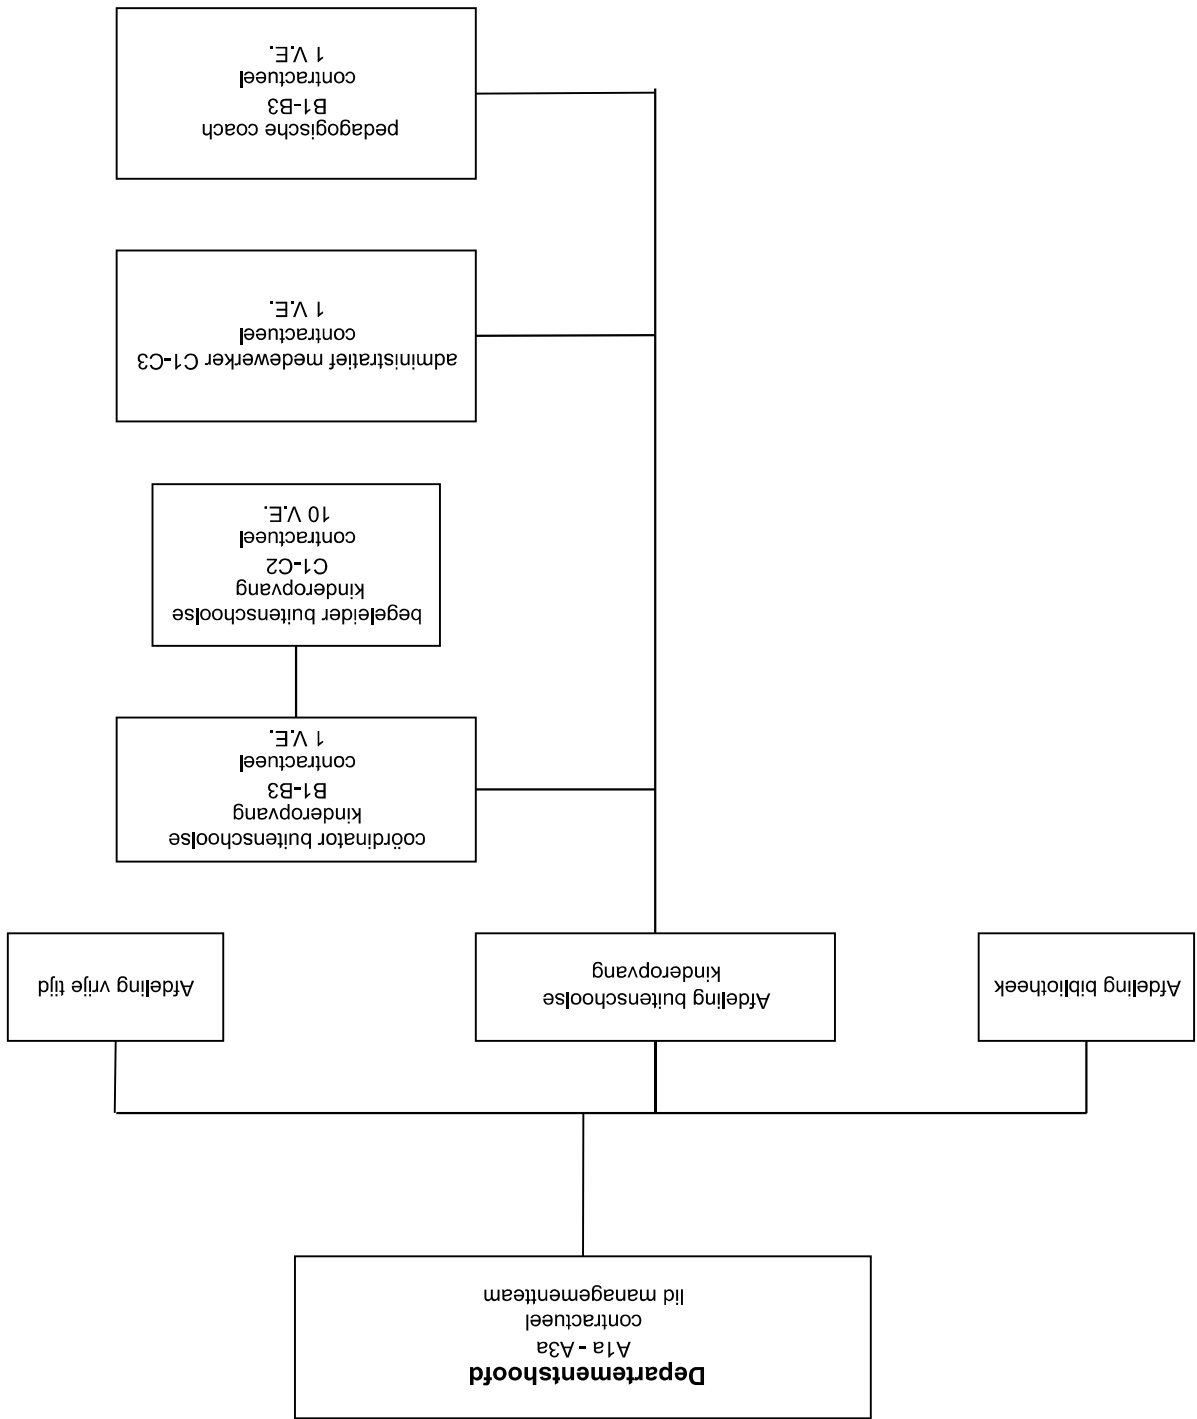 Departementshoofd
A1a - A3a
contractueel
lid managementteam
Afdeling bibliotheek
Afdeling buitenschoolse
kinderopvang
Afdeling vrije tijd
coördinator buitenschoolse
kinderopvang
B1-B3
contractueel
1 V.E.
begeleider buitenschoolse
kinderopvang
C1-C2
contractueel
10 V.E.
administratief medewerker C1-C3
contractueel
1 V.E.
pedagogische coach
B1-B3
contractueel
1 V.E.